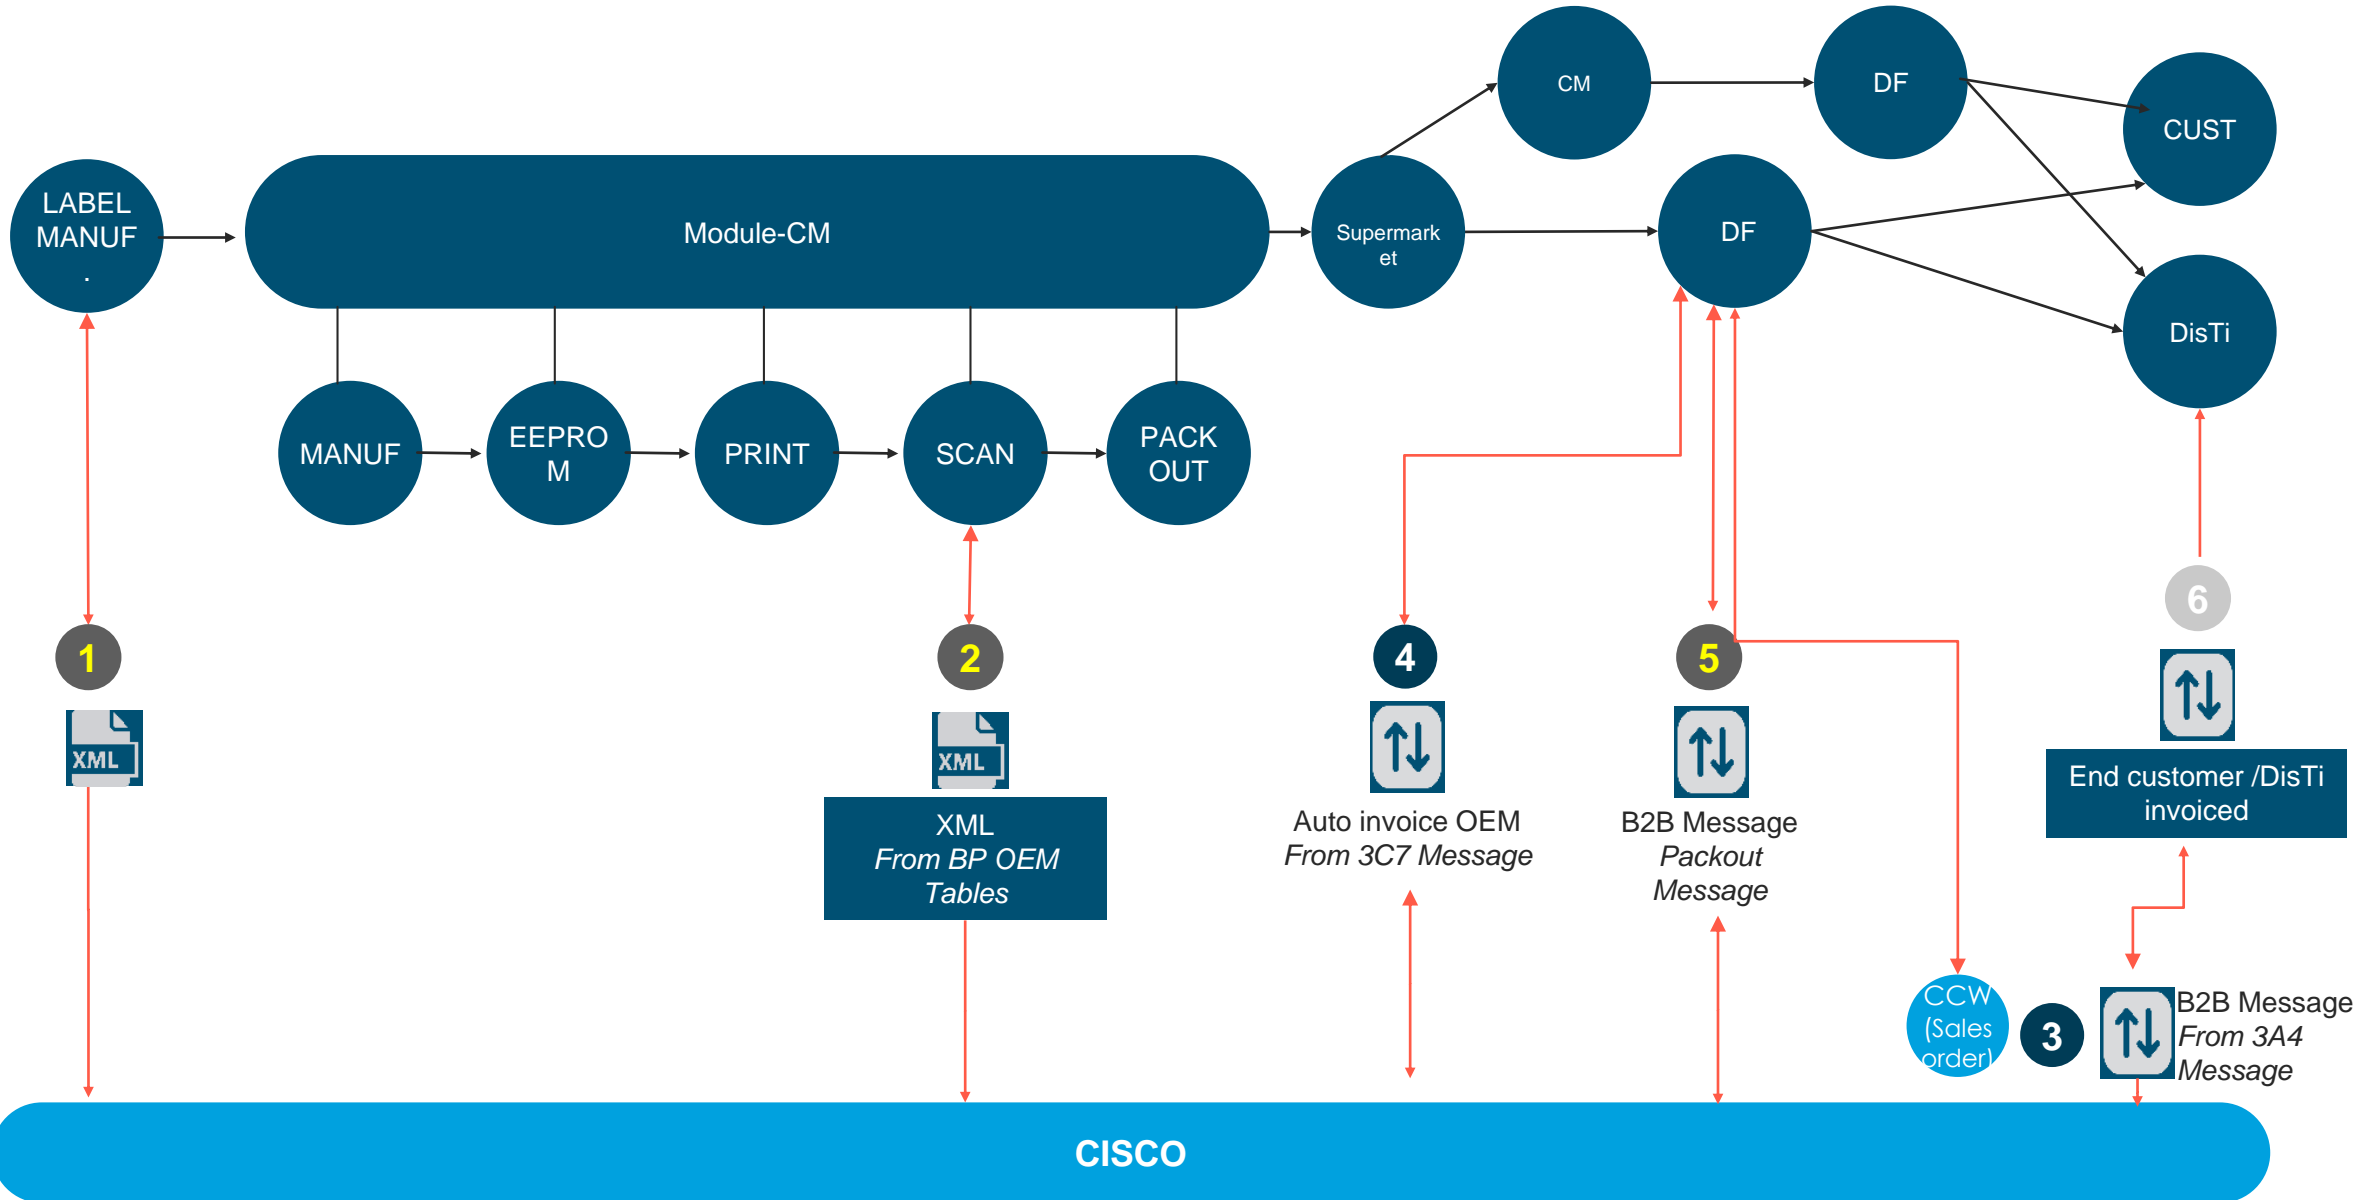 CM
DF
CUST
LABEL
MANUF
.
Module-CM
Supermark
et
DF
DisTi
MANUF
EEPRO
M
PRINT
SCAN
PACK
OUT
1
2
4
5
6
XML
XML
XML
From BP OEM
Tables
Auto invoice OEM
From 3C7 Message
B2B Message
Packout
Message
End customer /DisTi
invoiced
CCW
(Sales
order)
3
B2B Message
From 3A4
Message
CISCO